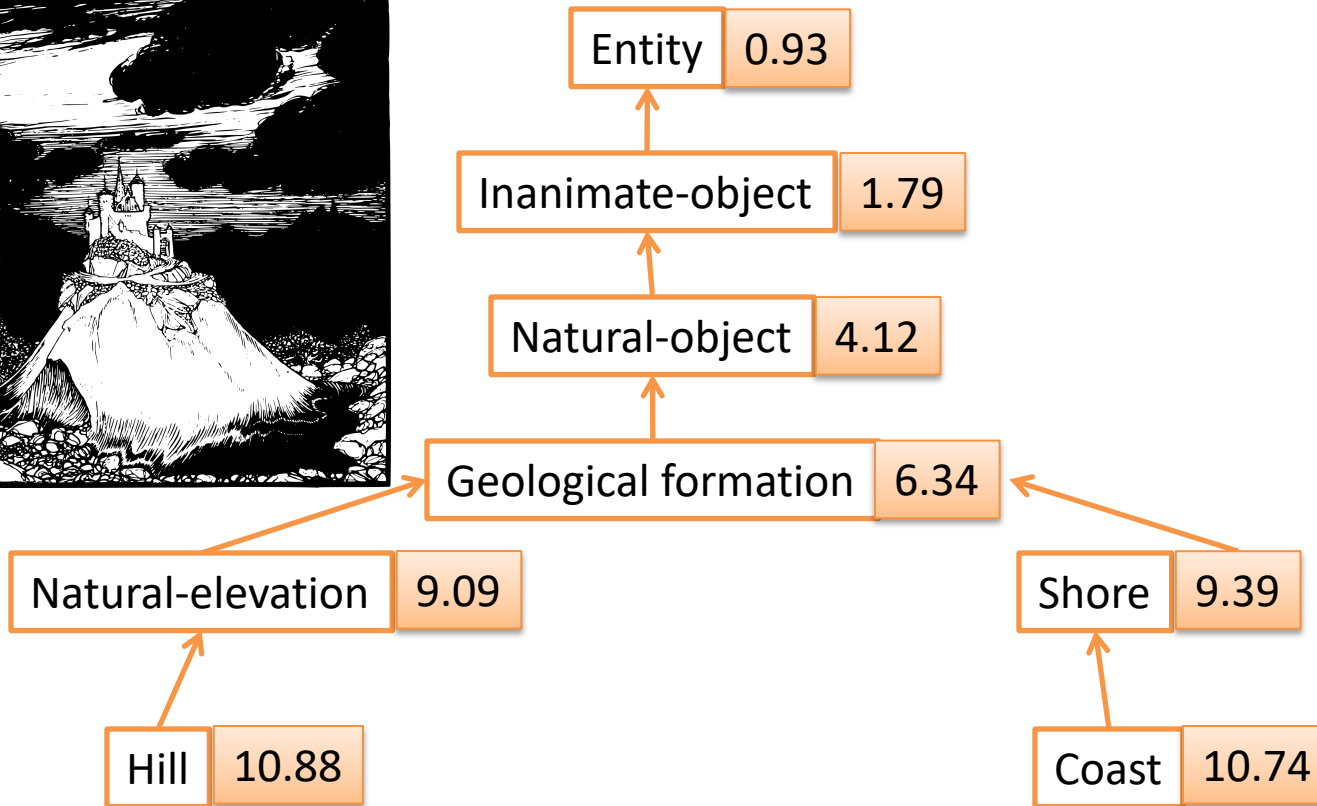 Entity 0.93
Inanimate-object 1.79
Natural-object 4.12
Geological formation 6.34
Natural-elevation 9.09
Shore 9.39
Hill 10.88
Coast 10.74